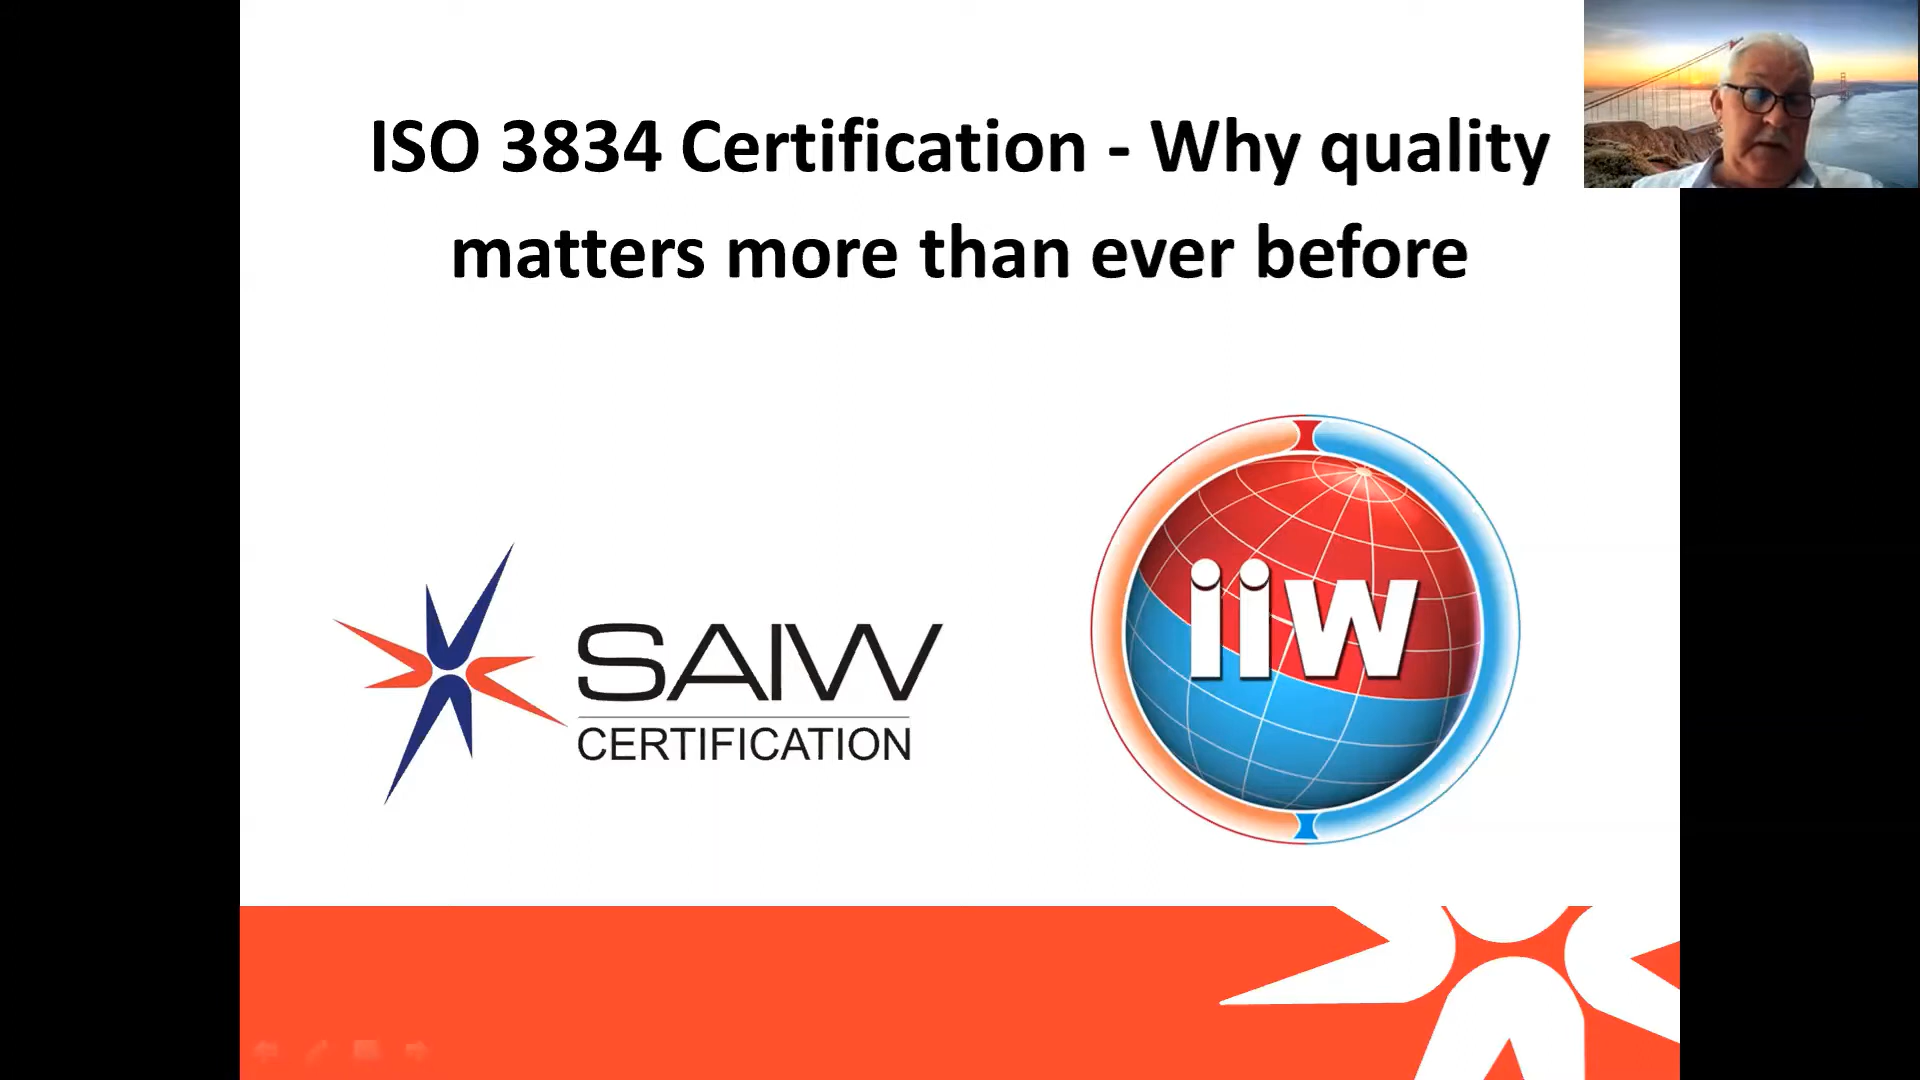 ISO 3834 Certification - Why quality
matters more than ever before
SAIW
CERTIFICATION
iiw